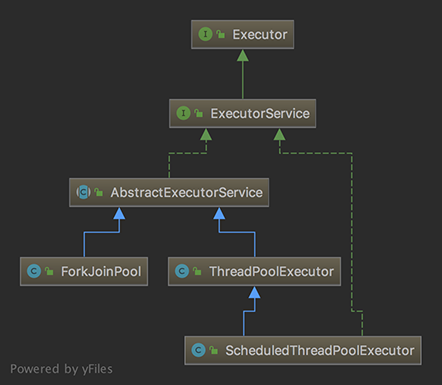 Executor
ExecutorService
AbstractExecutorService
ForkJoinPool
ThreadPoolExecutor
ScheduledThreadPoolExecutor
Powered by yFiles